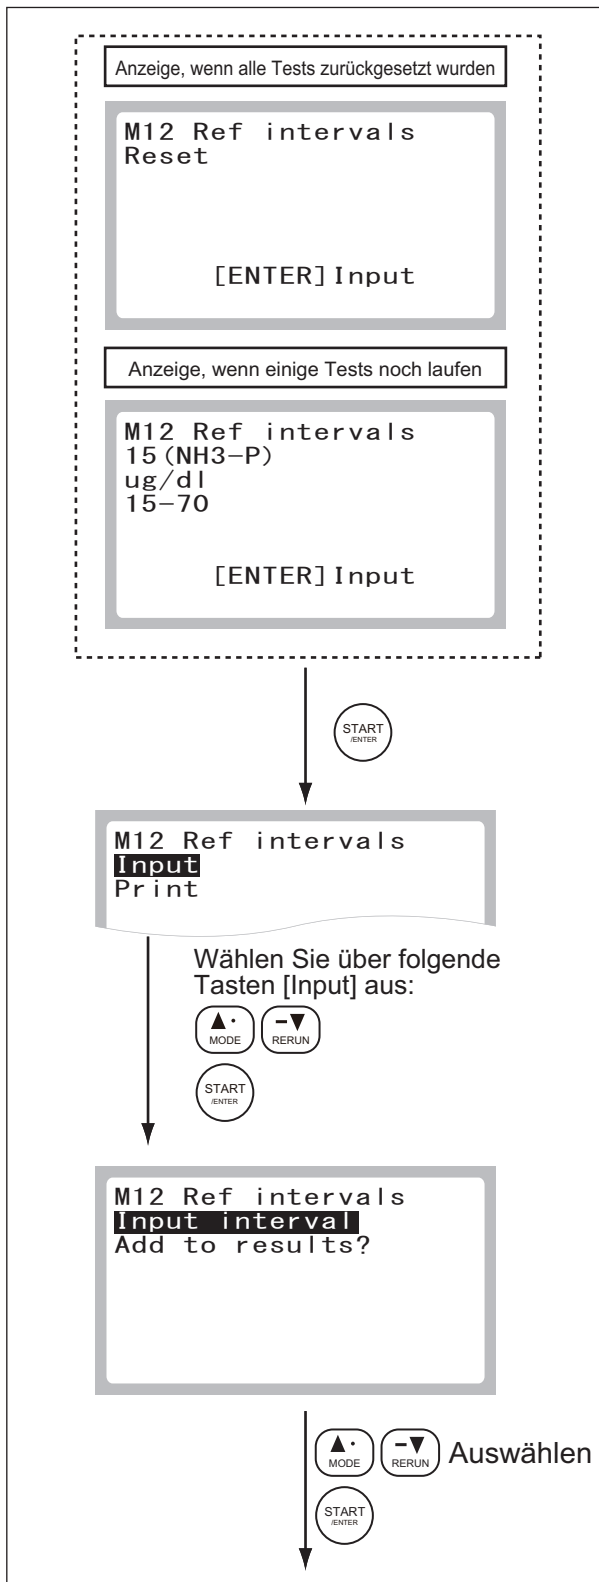 Anzeige, wenn alle Tests zurückgesetzt wurden
M12 Ref intervals
Reset
[ENTER]Input
Anzeige, wenn einige Tests noch laufen
M12 Ref intervals
15(NH3-P)
ug/dl
15-70
[ENTER]Input
START
/ENTER
M12 Ref intervals
Input
Print
Wählen Sie über folgende
Tasten [Input] aus:
MODE
RERUN
START
/ENTER
M12 Ref intervals
Input interval
Add to results?
MODE
RERUN
Auswählen
START
/ENTER